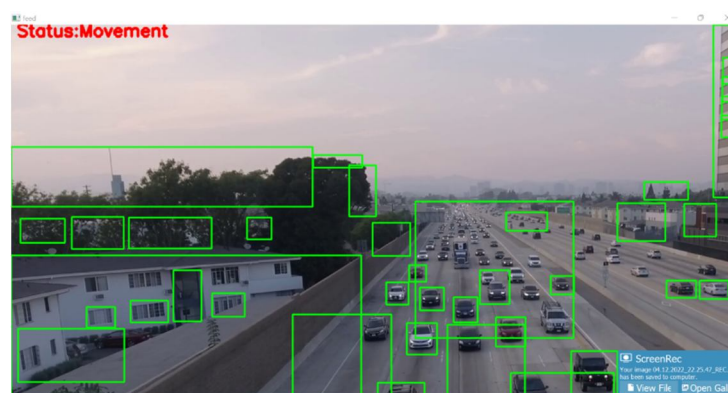 Feed
Status:Movement
ScreenRec
Your image 04.12.2022_22.25.47_REC.
has been saved to computer.
View File Open Gal